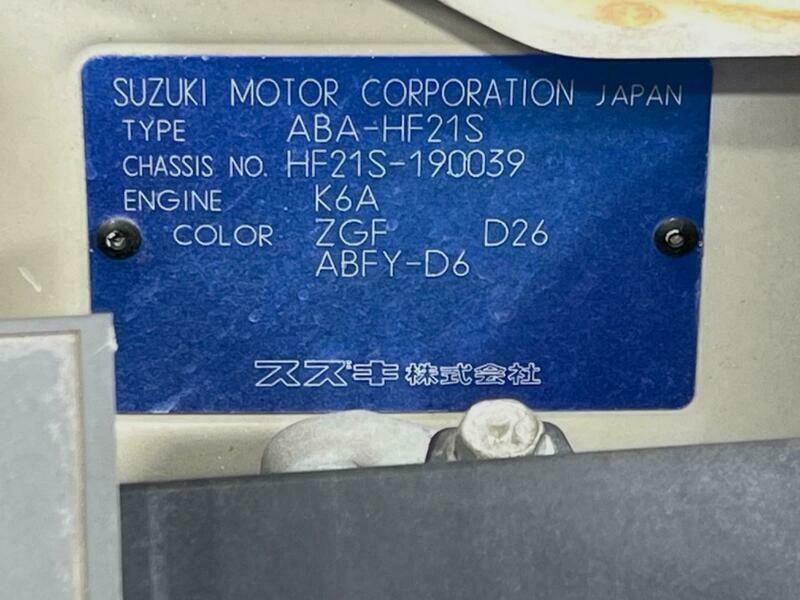 SUZUKI MOTOR CORPORATION JAPAN
TYPE ABA-HF21S
CHASSIS NO. HF21S-190039
ENGINE K6A
COLOR ZGF D26
ABFY-D6
スズキ株式会社